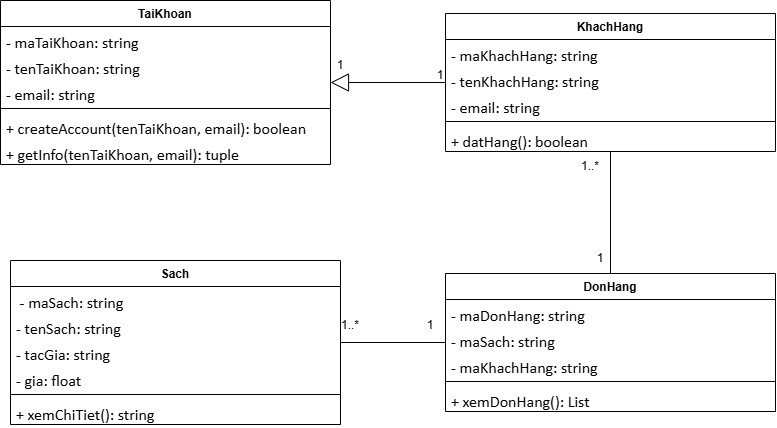 TaiKhoan
- maTaiKhoan: string
- tenTaiKhoan: string
- email: string
+ createAccount(tenTaiKhoan, email): boolean
+ getInfo(tenTaiKhoan, email): tuple
1
1
KhachHang
- maKhachHang: string
- tenKhachHang: string
- email: string
+ datHang(): boolean
1..*
1
Sach
- maSach: string
- tenSach: string
- tacGia: string
- gia: float
+ xemChiTiet(): string
1..*
1
DonHang
- maDonHang: string
- maSach: string
- maKhachHang: string
+ xemDonHang(): List